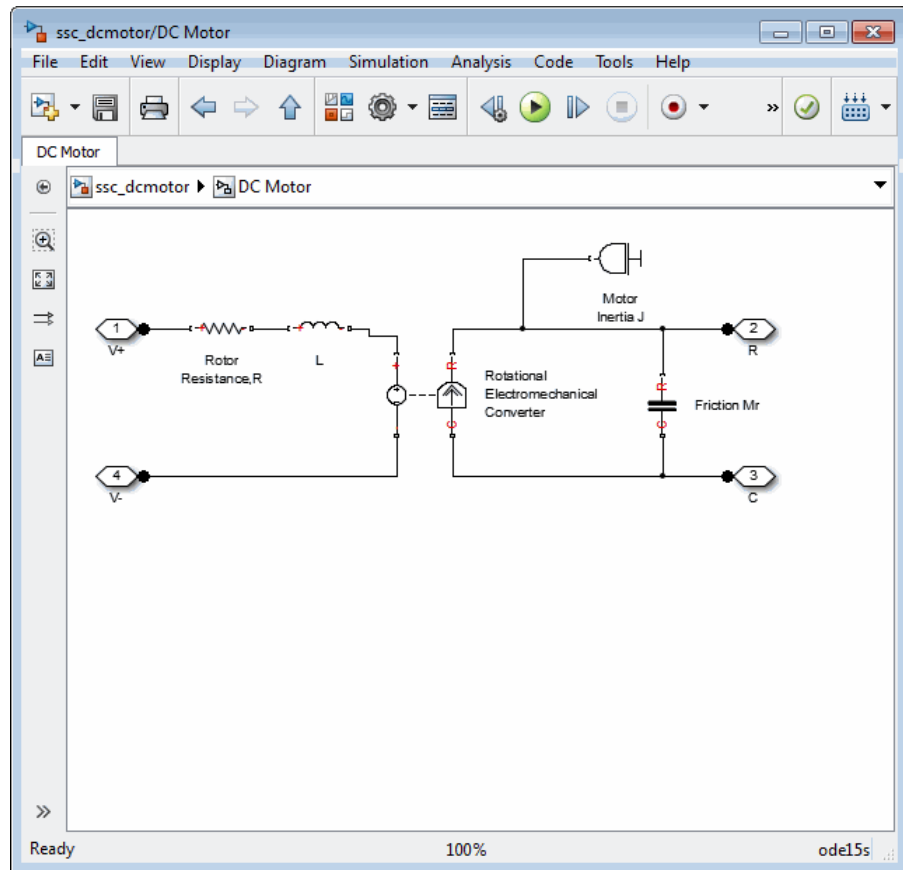 ssc_dcmotor/DC Motor
File Edit View Display Diagram Simulation Analysis Code Tools Help
»
DC Motor
ssc_dcmotor DC Motor
Motor
Inertia J
1
V+
Rotor
Resistance,R
L
+
+
+
R
C
Rotational
Electromechanical
Converter
R
C
Friction Mr
2
R
4
V-
3
C
»
Ready 100% ode15s